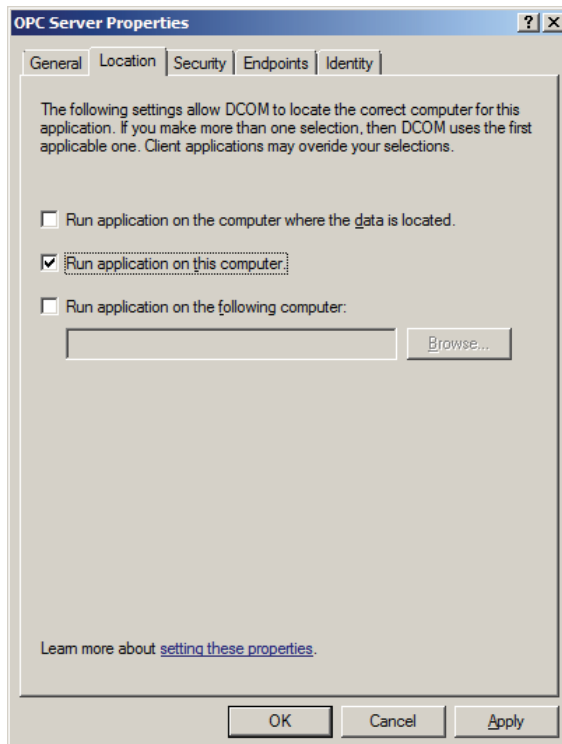 OPC Server Properties
General Location Security Endpoints Identity
The following settings allow DCOM to locate the correct computer for this
application. If you make more than one selection, then DCOM uses the first
applicable one. Client applications may overide your selections.
Run application on the computer where the data is located.
Run application on this computer.
Run application on the following computer:
Browse...
Learn more about setting these properties.
OK Cancel Apply